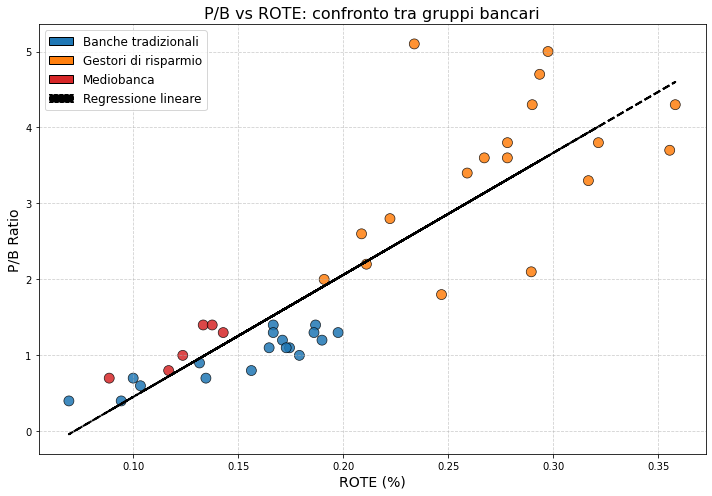 P/B vs ROTE: confronto tra gruppi bancari
Banche tradizionali
Gestori di risparmio
Mediobanca
Regressione lineare
P/B Ratio
5
4
3
2
1
0
0.10 0.15 0.20 0.25 0.30 0.35
ROTE (%)